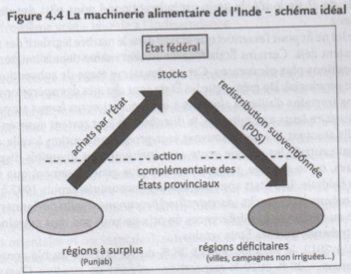 Figure 4.4 La machinerie alimentaire de l'Inde – schéma idéal
État fédéral
stocks
achats par l'État
redistribution subventionnée
(PDS)
action
complémentaire des
États provinciaux
régions à surplus
(Punjab)
régions déficitaires
(villes, campagnes non irriguées...)